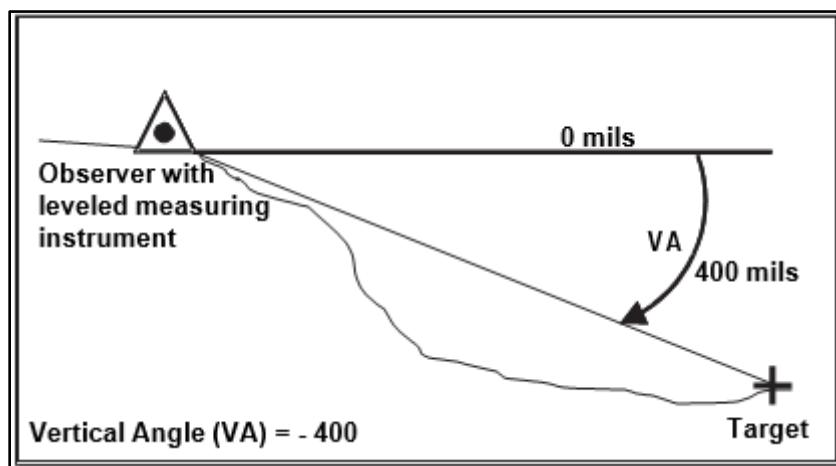 0 mils
Observer with
leveled measuring
instrument
VA
400 mils
Vertical Angle (VA) = - 400
Target